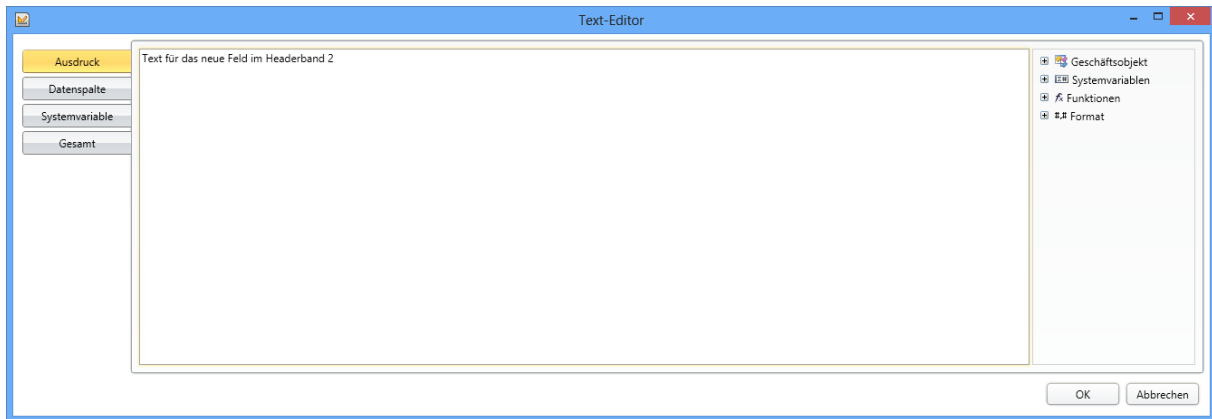 Text-Editor
Ausdruck
Datenspalte
Systemvariable
Gesamt
Text für das neue Feld im Headerband 2
Geschäftsobjekt
Systemvariablen
fx Funktionen
#,# Format
OK
Abbrechen